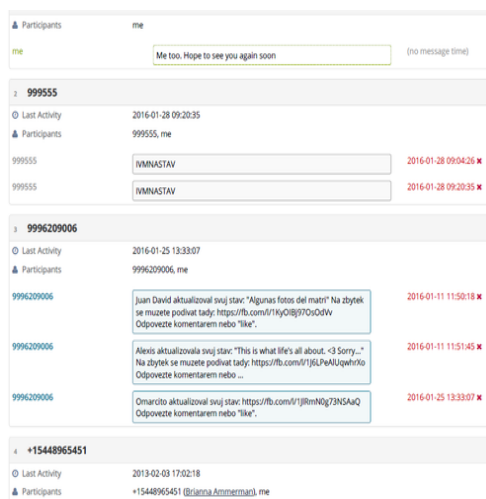 Participants me
me Me too. Hope to see you again soon (no message time)
2 999555
Last Activity 2016-01-28 09:20:35
Participants 999555, me
999555 IVMNASTAV 2016-01-28 09:04:26 ✖
999555 IVMNASTAV 2016-01-28 09:20:35 ✖
3 9996209006
Last Activity 2016-01-25 13:33:07
Participants 9996209006, me
9996209006 Juan David aktualizoval svuj stav: "Algunas fotos del matri" Na zbytek 2016-01-11 11:50:18 ✖
se muzete podivat tady: https://fb.com/l/1KyOlBj97OsOdVv
Odpovezte komentarem nebo "like".
9996209006 Alexis aktualizovala svuj stav: "This is what life's all about. <3 Sorry..." 2016-01-11 11:51:45 ✖
Na zbytek se muzete podivat tady: https://fb.com/l/1J6LPeAlUqwhrXo
Odpovezte komentarem nebo ...
9996209006 Omarcito aktualizoval svuj stav: https://fb.com/l/1JlRmN0g73NSAaQ 2016-01-25 13:33:07 ✖
Odpovezte komentarem nebo "like".
4 +15448965451
Last Activity 2013-02-03 17:02:18
Participants +15448965451 (Brianna Ammerman), me